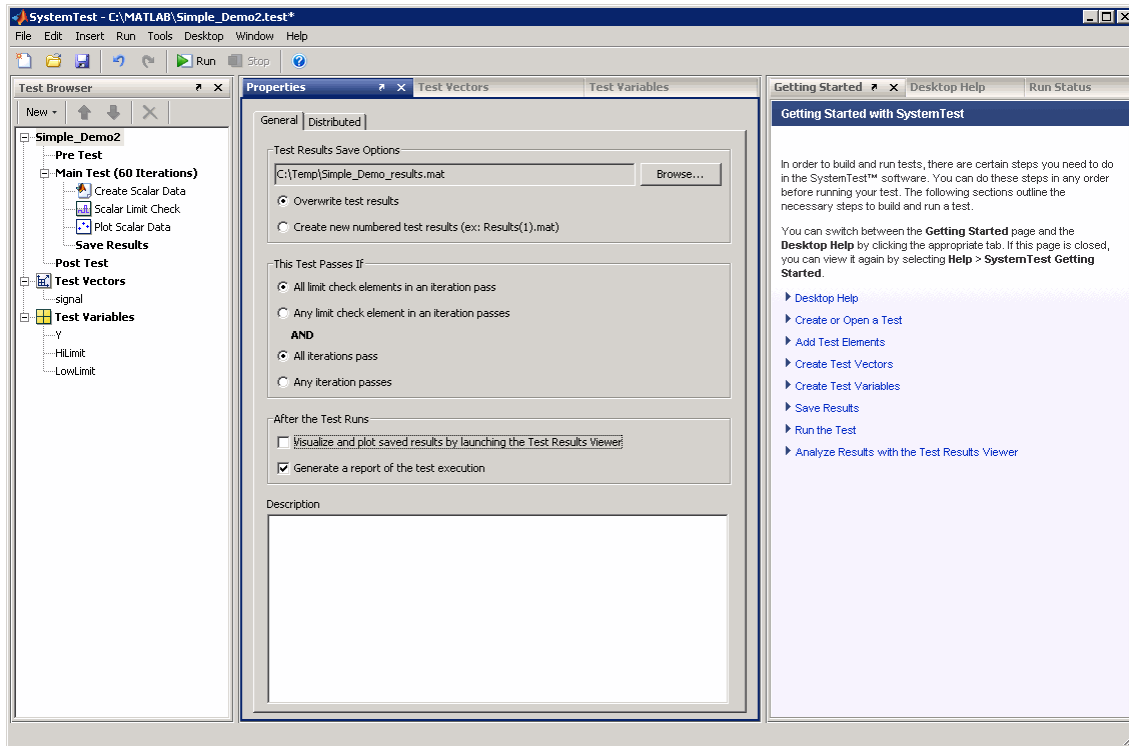 SystemTest - C:\MATLAB\Simple_Demo2.test*
File Edit Insert Run Tools Desktop Window Help
Run Stop
Test Browser
New
Simple_Demo2
Pre Test
Main Test (60 Iterations)
Create Scalar Data
Scalar Limit Check
Plot Scalar Data
Save Results
Post Test
Test Vectors
signal
Test Variables
Y
HiLimit
LowLimit
Properties Test Vectors Test Variables
General Distributed
Test Results Save Options
C:\Temp\Simple_Demo_results.mat Browse...
Overwrite test results
Create new numbered test results (ex: Results(1).mat)
This Test Passes If
All limit check elements in an iteration pass
Any limit check element in an iteration passes
AND
All iterations pass
Any iteration passes
After the Test Runs
Visualize and plot saved results by launching the Test Results Viewer
Generate a report of the test execution
Description
Getting Started Desktop Help Run Status
Getting Started with SystemTest
In order to build and run tests, there are certain steps you need to do
in the SystemTest™ software. You can do these steps in any order
before running your test. The following sections outline the
necessary steps to build and run a test.
You can switch between the Getting Started page and the
Desktop Help by clicking the appropriate tab. If this page is closed,
you can view it again by selecting Help > SystemTest Getting
Started.
Desktop Help
Create or Open a Test
Add Test Elements
Create Test Vectors
Create Test Variables
Save Results
Run the Test
Analyze Results with the Test Results Viewer